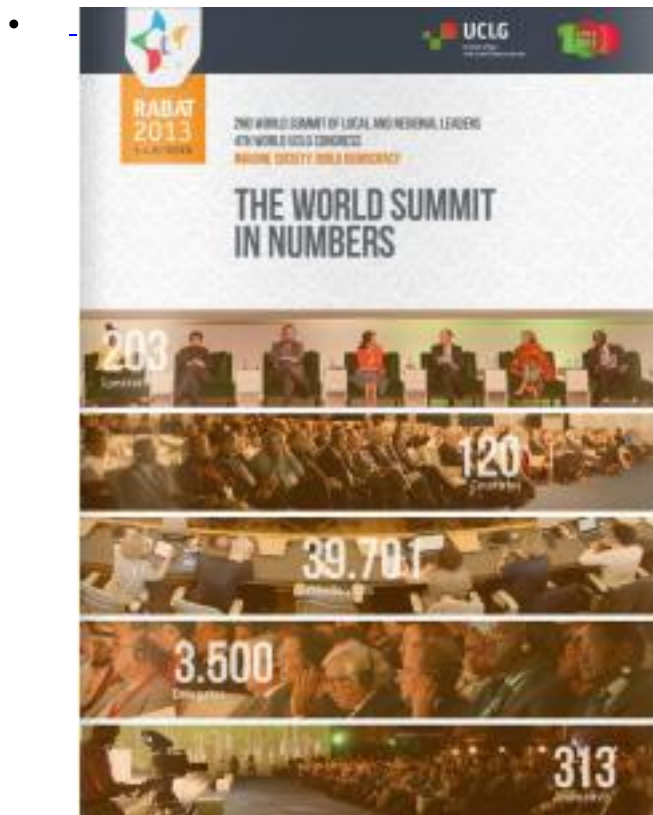 UCLG
RABAT
2013
2ND WORLD SUMMIT OF LOCAL AND REGIONAL LEADERS
4TH WORLD UCLG CONGRESS
IMAGINE SOCIETY, BUILD DEMOCRACY
THE WORLD SUMMIT
IN NUMBERS
203
Speakers
120
Countries
39.701
3.500
Delegates
313